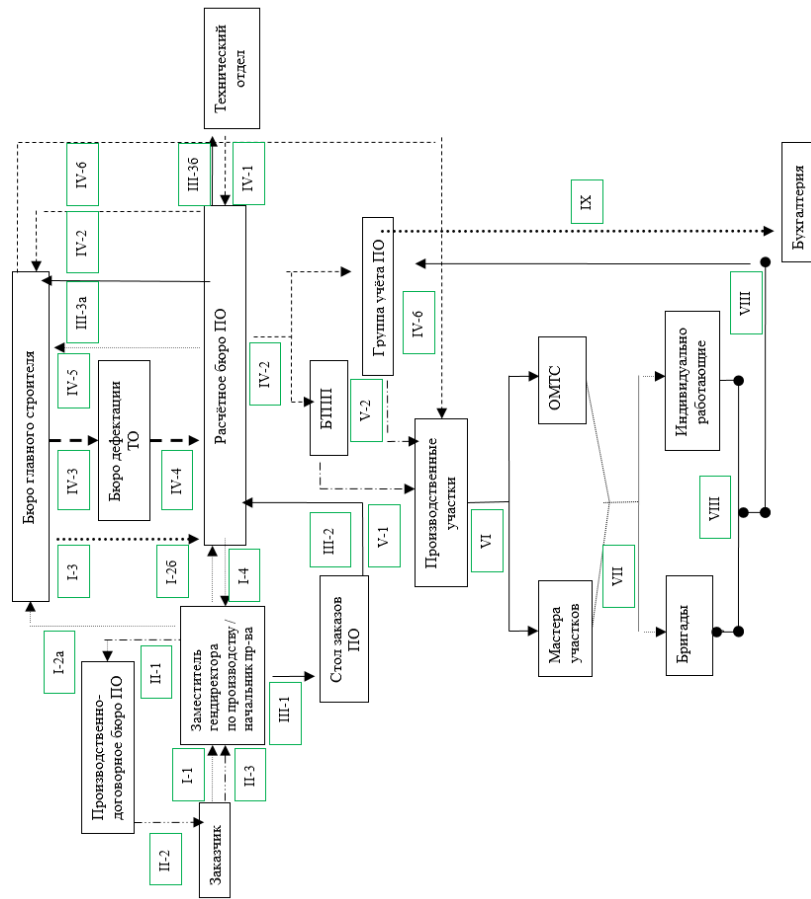 Заказчик
II-2
Производственно-
договорное бюро ПО
I-1
II-3
Заместитель
гендиректора
по производству/
начальник пр-ва
I-2а
II-1
III-1
Стол заказов
ПО
Бюро главного строителя
I-3
I-2б
I-4
IV-3
Бюро дефектации
ТО
IV-4
IV-5
III-3а
IV-2
IV-6
Расчётное бюро ПО
III-2
III-3б
IV-1
Технический
отдел
IV-2
БТПП
V-1
V-2
Группа учёта ПО
IV-6
Производственные
участки
VI
Мастера
участков
ОМТС
VII
Бригады
Индивидуально
работающие
VIII
VIII
IX
Бухгалтерия